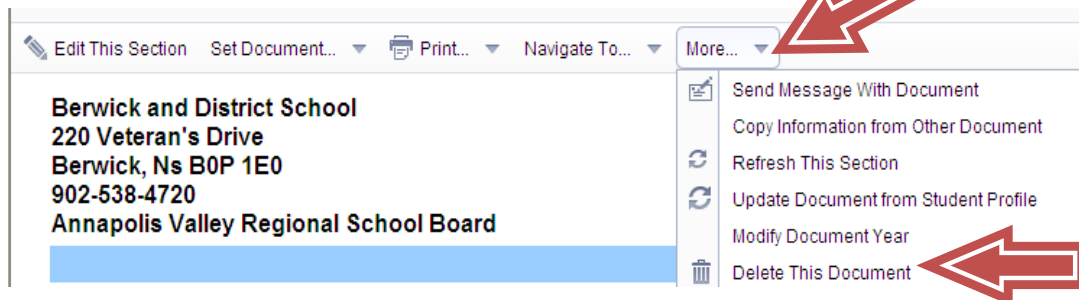 Edit This Section Set Document... Print... Navigate To... More...
Berwick and District School
220 Veteran's Drive
Berwick, Ns B0P 1E0
902-538-4720
Annapolis Valley Regional School Board
Send Message With Document
Copy Information from Other Document
Refresh This Section
Update Document from Student Profile
Modify Document Year
Delete This Document